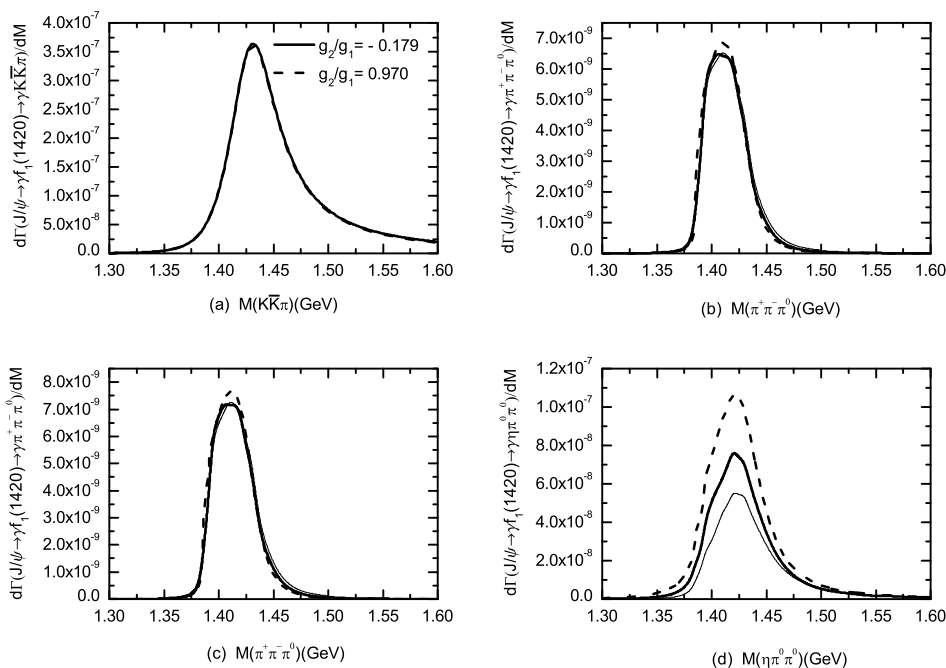 dΓ(J/ψ→γf₁(1420)→γKK̅π)/dM
4.0x10⁻⁷
3.5x10⁻⁷
3.0x10⁻⁷
2.5x10⁻⁷
2.0x10⁻⁷
1.5x10⁻⁷
1.0x10⁻⁷
5.0x10⁻⁸
0.0
g₂/g₁= - 0.179
g₂/g₁= 0.970
1.30 1.35 1.40 1.45 1.50 1.55 1.60
(a) M(KK̅π)(GeV)
dΓ(J/ψ→γf₁(1420)→γπ⁺π⁻π⁰)/dM
7.0x10⁻⁹
6.0x10⁻⁹
5.0x10⁻⁹
4.0x10⁻⁹
3.0x10⁻⁹
2.0x10⁻⁹
1.0x10⁻⁹
0.0
1.30 1.35 1.40 1.45 1.50 1.55 1.60
(b) M(π⁺π⁻π⁰)(GeV)
dΓ(J/ψ→γf₁(1420)→γπ⁺π⁻π⁰)/dM
8.0x10⁻⁹
7.0x10⁻⁹
6.0x10⁻⁹
5.0x10⁻⁹
4.0x10⁻⁹
3.0x10⁻⁹
2.0x10⁻⁹
1.0x10⁻⁹
0.0
1.30 1.35 1.40 1.45 1.50 1.55 1.60
(c) M(π⁺π⁻π⁰)(GeV)
dΓ(J/ψ→γf₁(1420)→γηπ⁰π⁰)/dM
1.2x10⁻⁷
1.0x10⁻⁷
8.0x10⁻⁸
6.0x10⁻⁸
4.0x10⁻⁸
2.0x10⁻⁸
0.0
1.30 1.35 1.40 1.45 1.50 1.55 1.60
(d) M(ηπ⁰π⁰)(GeV)